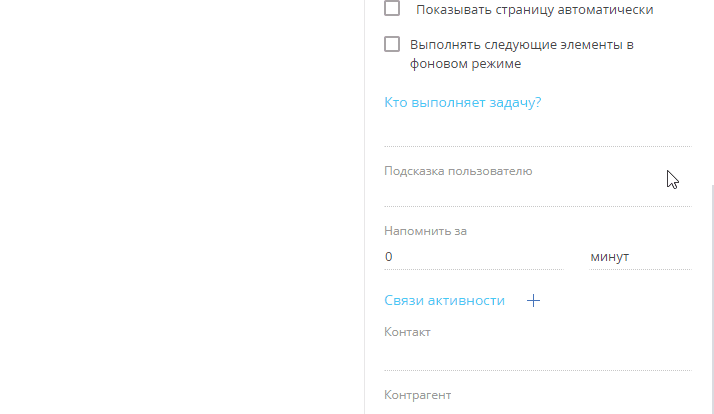 Показывать страницу автоматически
Выполнять следующие элементы в
фоновом режиме
Кто выполняет задачу?
Подсказка пользователю
Напомнить за
0 минут
Связи активности +
Контакт
Контрагент